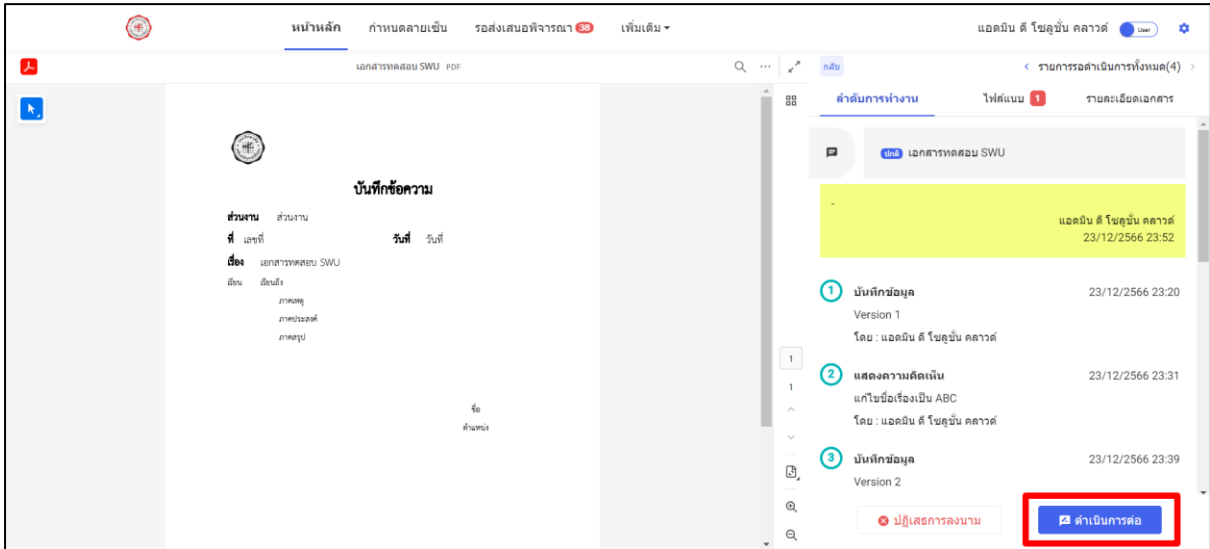 หน้าหลัก กำหนดลายเซ็น รอส่งเสนอพิจารณา 38 เพิ่มเติม แอดมิน ดี โซลูชั่น คลาวด์ User
เอกสารทดสอบ SWU PDF
กลับ รายการรอดำเนินการทั้งหมด(4)
ลำดับการทำงาน ไฟล์แนบ 1 รายละเอียดเอกสาร
ปกติ เอกสารทดสอบ SWU
บันทึกข้อความ
ส่วนงาน ส่วนงาน
ที่ เลขที่ วันที่ วันที่
เรื่อง เอกสารทดสอบ SWU
เรียน เรียนถึง
ภาคเหตุ
ภาคประสงค์
ภาคสรุป
ชื่อ
ตำแหน่ง
1
1
-
แอดมิน ดี โซลูชั่น คลาวด์
23/12/2566 23:52
1 บันทึกข้อมูล 23/12/2566 23:20
Version 1
โดย : แอดมิน ดี โซลูชั่น คลาวด์
2 แสดงความคิดเห็น 23/12/2566 23:31
แก้ไขชื่อเรื่องเป็น ABC
โดย : แอดมิน ดี โซลูชั่น คลาวด์
3 บันทึกข้อมูล 23/12/2566 23:39
Version 2
ปฏิเสธการลงนาม ดำเนินการต่อ